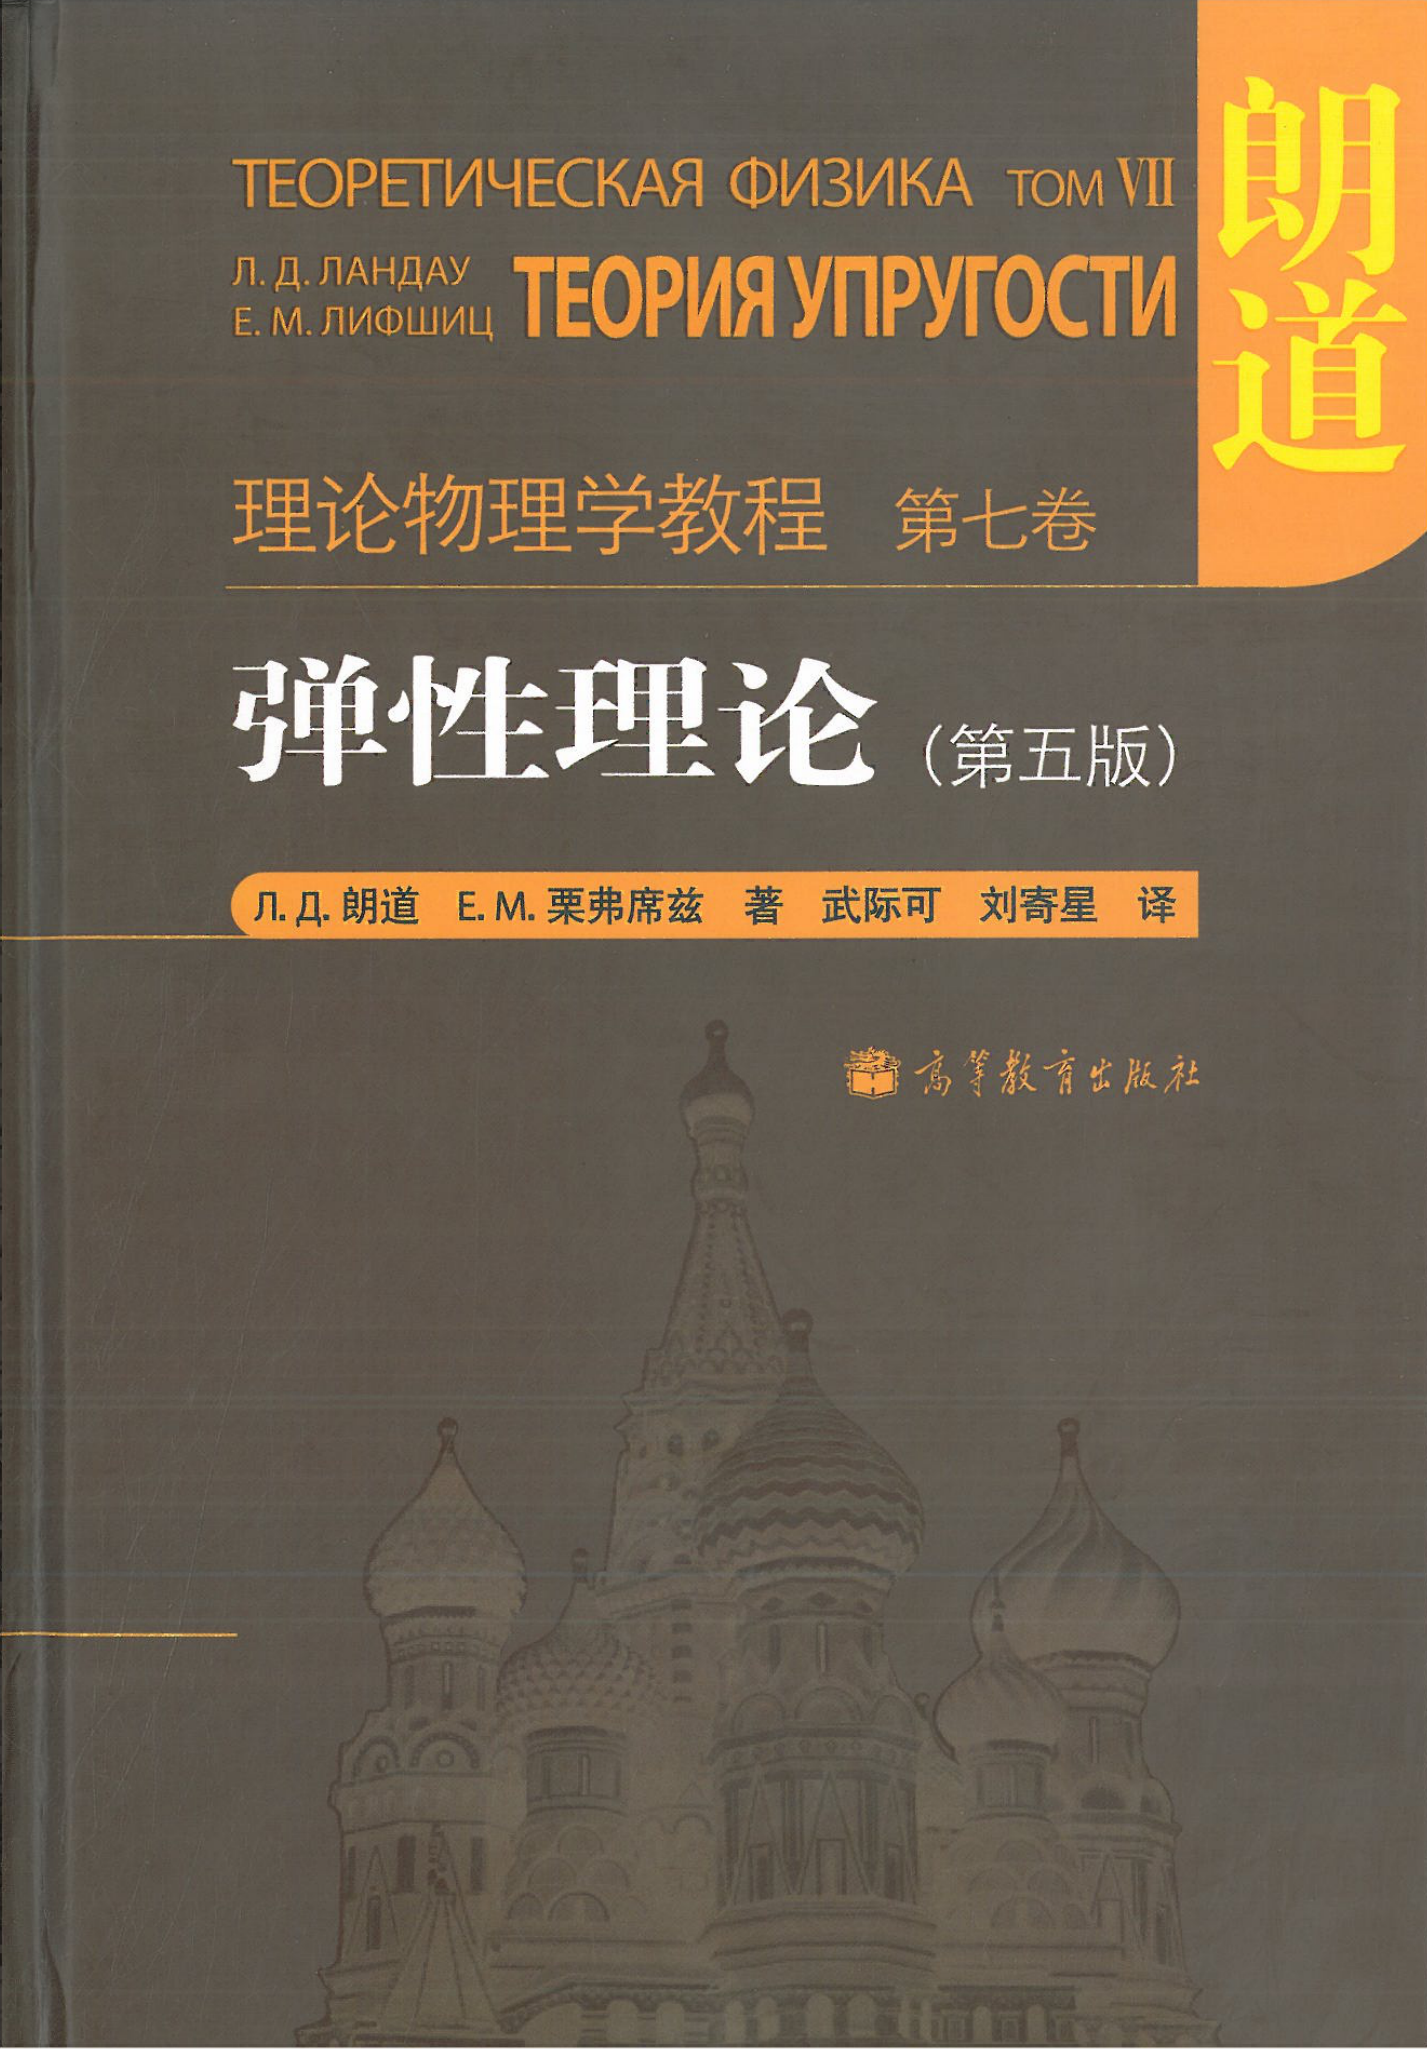 朗道
ТЕОРЕТИЧЕСКАЯ ФИЗИКА ТОМ VII
Л. Д. ЛАНДАУ
Е. М. ЛИФШИЦ
ТЕОРИЯ УПРУГОСТИ
理论物理学教程 第七卷
弹性理论（第五版）
Л. Д. 朗道 Е. М. 栗弗席兹 著 武际可 刘寄星 译
高等教育出版社